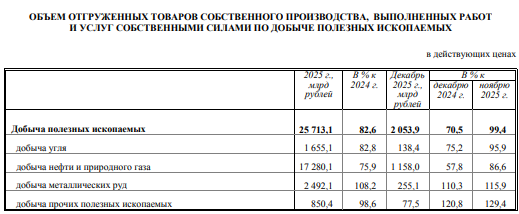 ОБЪЕМ ОТГРУЖЕННЫХ ТОВАРОВ СОБСТВЕННОГО ПРОИЗВОДСТВА, ВЫПОЛНЕННЫХ РАБОТ
И УСЛУГ СОБСТВЕННЫМИ СИЛАМИ ПО ДОБЫЧЕ ПОЛЕЗНЫХ ИСКОПАЕМЫХ
в действующих ценах
2025 г., млрд рублей В % к 2024 г. Декабрь 2025 г., млрд рублей В % к
декабрю 2024 г. ноябрю 2025 г.
Добыча полезных ископаемых 25 713,1 82,6 2 053,9 70,5 99,4
добыча угля 1 655,1 82,8 138,4 75,2 95,9
добыча нефти и природного газа 17 280,1 75,9 1 158,0 57,8 86,6
добыча металлических руд 2 492,1 108,2 255,1 110,3 115,9
добыча прочих полезных ископаемых 850,4 98,6 77,5 120,8 129,4